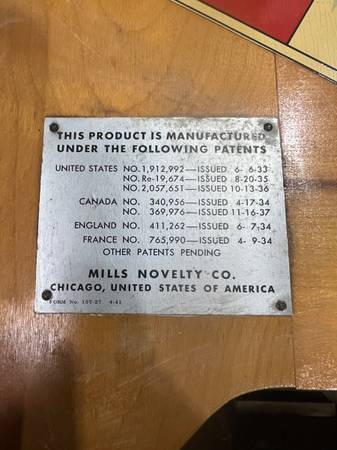 THIS PRODUCT IS MANUFACTURED
UNDER THE FOLLOWING PATENTS
UNITED STATES NO. 1,912,992—ISSUED 6- 6-33
NO. Re-19,674—ISSUED 8-20-35
NO. 2,057,651—ISSUED 10-13-36
CANADA NO. 340,956—ISSUED 4-17-34
NO. 369,976—ISSUED 11-16-37
ENGLAND NO. 411,262—ISSUED 6- 7-34
FRANCE NO. 765,990—ISSUED 4- 9-34
OTHER PATENTS PENDING
MILLS NOVELTY CO.
CHICAGO, UNITED STATES OF AMERICA
FORM No. 157-27 4-41